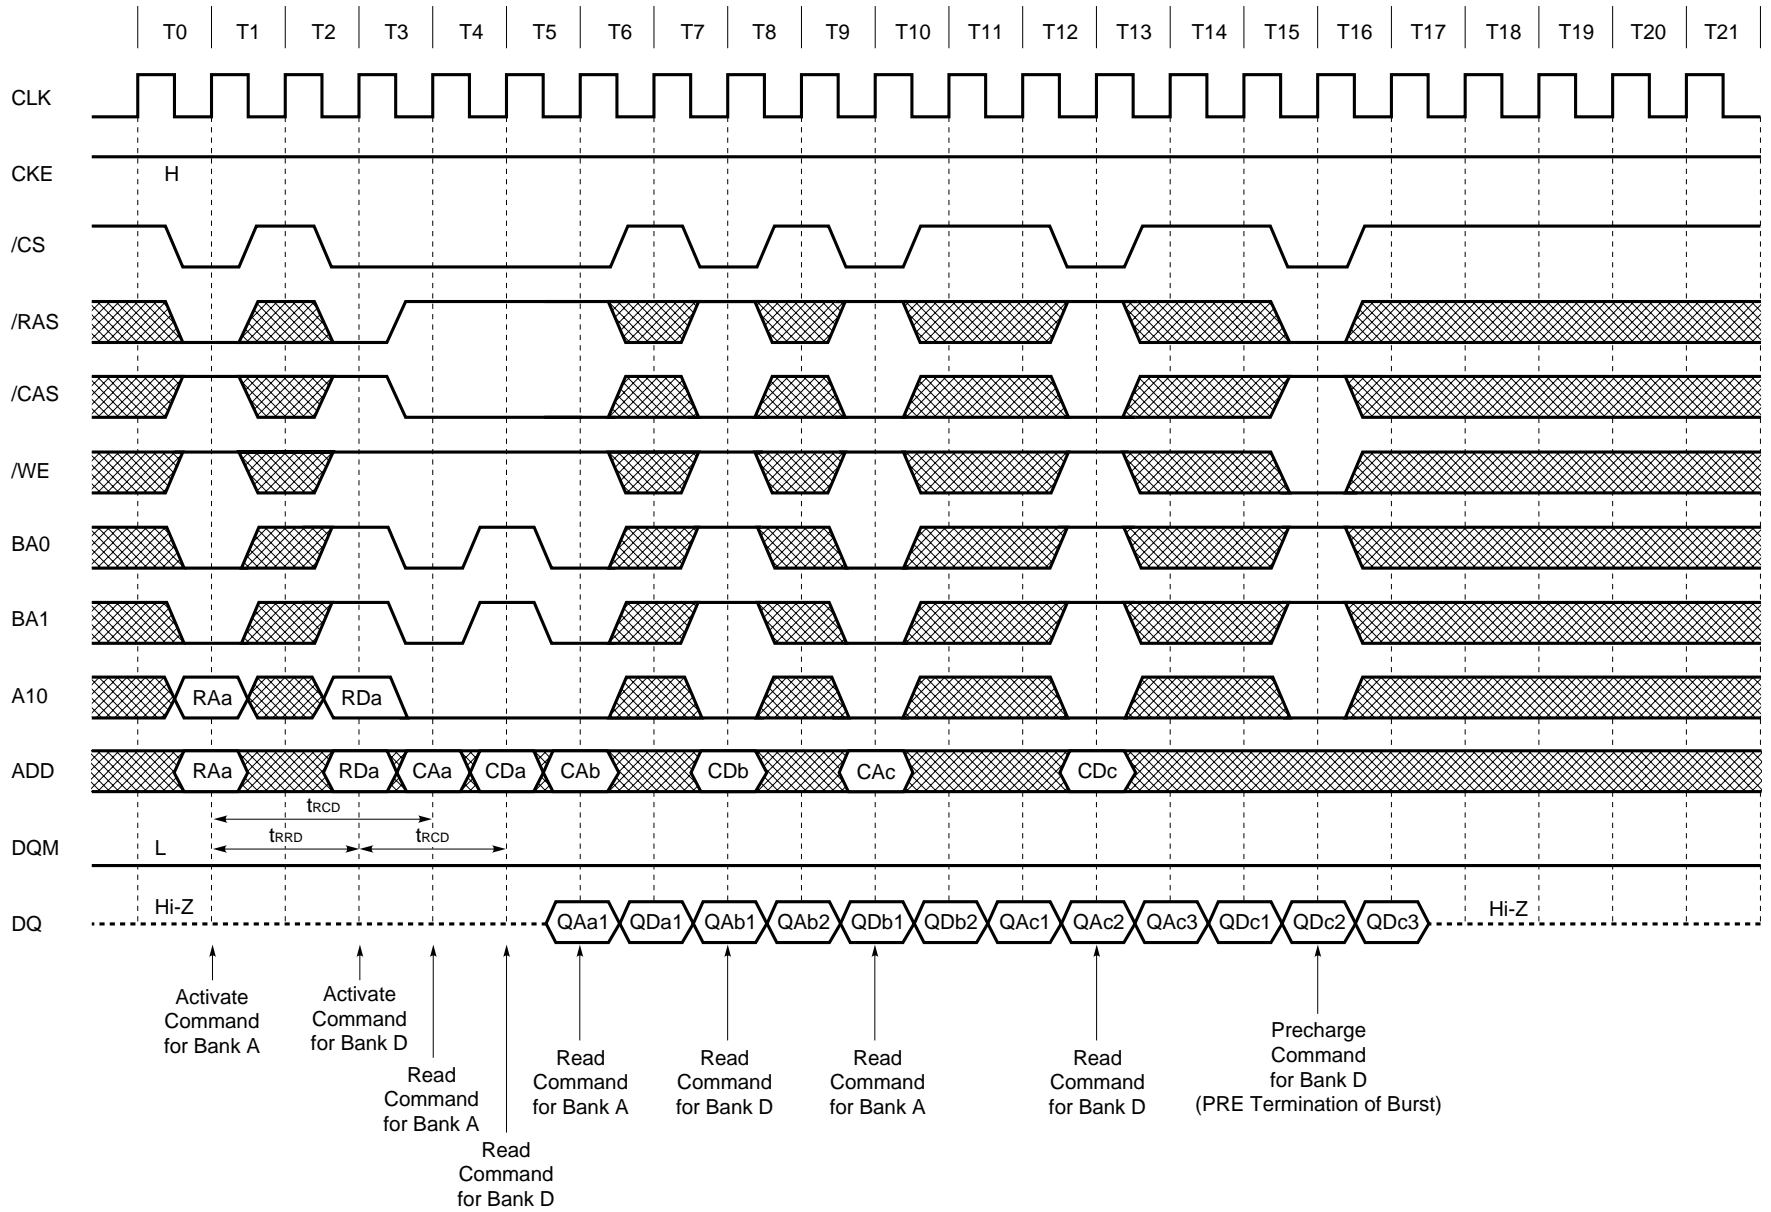 T0 T1 T2 T3 T4 T5 T6 T7 T8 T9 T10 T11 T12 T13 T14 T15 T16 T17 T18 T19 T20 T21
CLK
CKE H
/CS
/RAS
/CAS
/WE
BA0
BA1
A10 RAa RDa
ADD RAa RDa CAa CDa CAb CDb CAc CDc
tRCD
tRRD tRCD
DQM L
Hi-Z Hi-Z
DQ QAa1 QDa1 QAb1 QAb2 QDb1 QDb2 QAc1 QAc2 QAc3 QDc1 QDc2 QDc3
Activate
Command
for Bank A
Activate
Command
for Bank D
Read
Command
for Bank A
Read
Command
for Bank D
Read
Command
for Bank A
Read
Command
for Bank D
Read
Command
for Bank A
Read
Command
for Bank D
Precharge
Command
for Bank D
(PRE Termination of Burst)